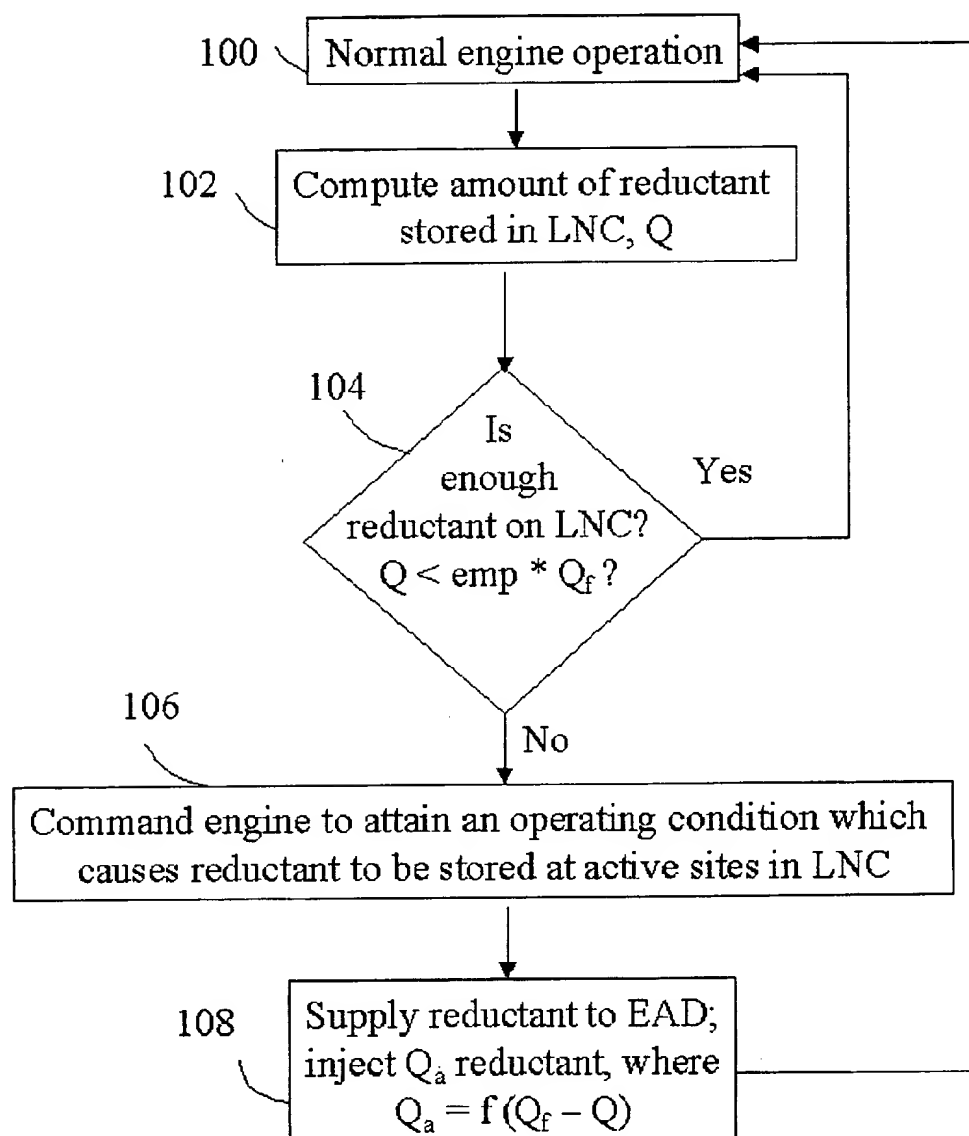 100
Normal engine operation
102
Compute amount of reductant
stored in LNC, Q
104
Is
enough
reductant on LNC?
Q < emp * Qf ?
Yes
No
106
Command engine to attain an operating condition which
causes reductant to be stored at active sites in LNC
108
Supply reductant to EAD;
inject Qa reductant, where
Qa = f (Qf – Q)